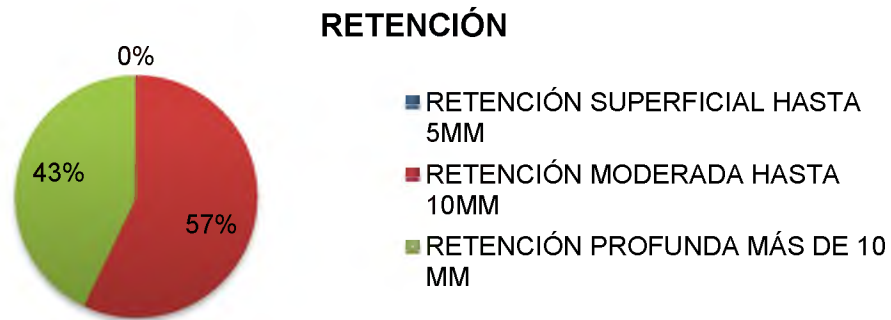 RETENCIÓN
0%
43%
57%
RETENCIÓN SUPERFICIAL HASTA
5MM
RETENCIÓN MODERADA HASTA
10MM
RETENCIÓN PROFUNDA MÁS DE 10
MM